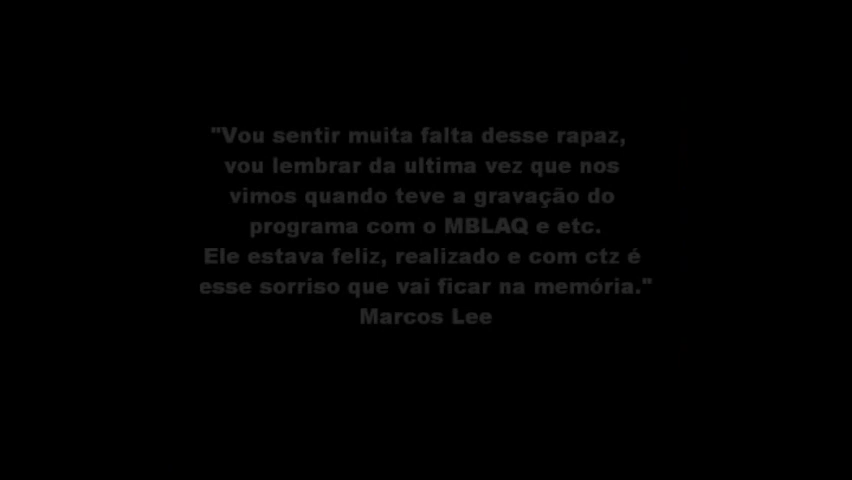 "Vou sentir muita falta desse rapaz,
vou lembrar da ultima vez que nos
vimos quando teve a gravação do
programa com o MBLAQ e etc.
Ele estava feliz, realizado e com ctz é
esse sorriso que vai ficar na memória."
Marcos Lee